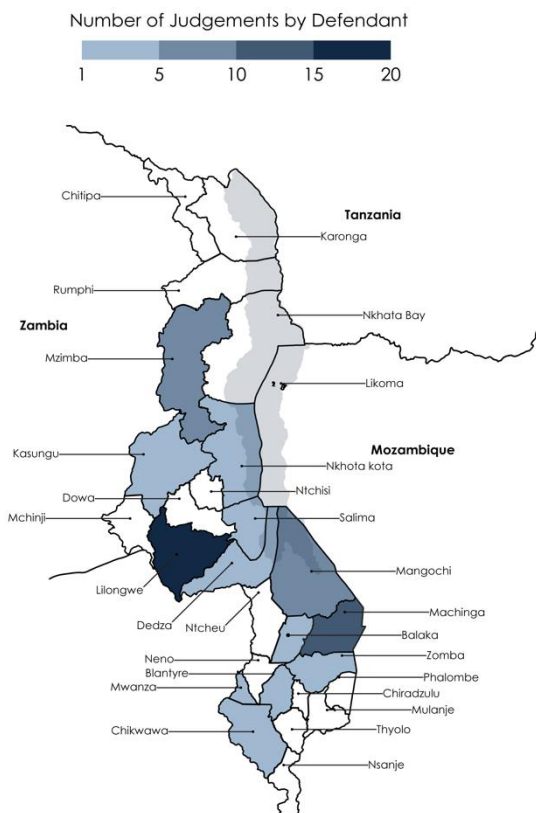 Number of Judgements by Defendant
1 5 10 15 20
Chitipa
Tanzania
Karonga
Rumphi
Nkhata Bay
Zambia
Mzimba
Likoma
Mozambique
Kasungu
Nkhota kota
Ntchisi
Dowa
Mchinji
Salima
Lilongwe
Mangochi
Machinga
Dedza
Ntcheu
Balaka
Zomba
Neno
Blantyre
Phalombe
Mwanza
Chiradzulu
Mulanje
Chikwawa
Thyolo
Nsanje